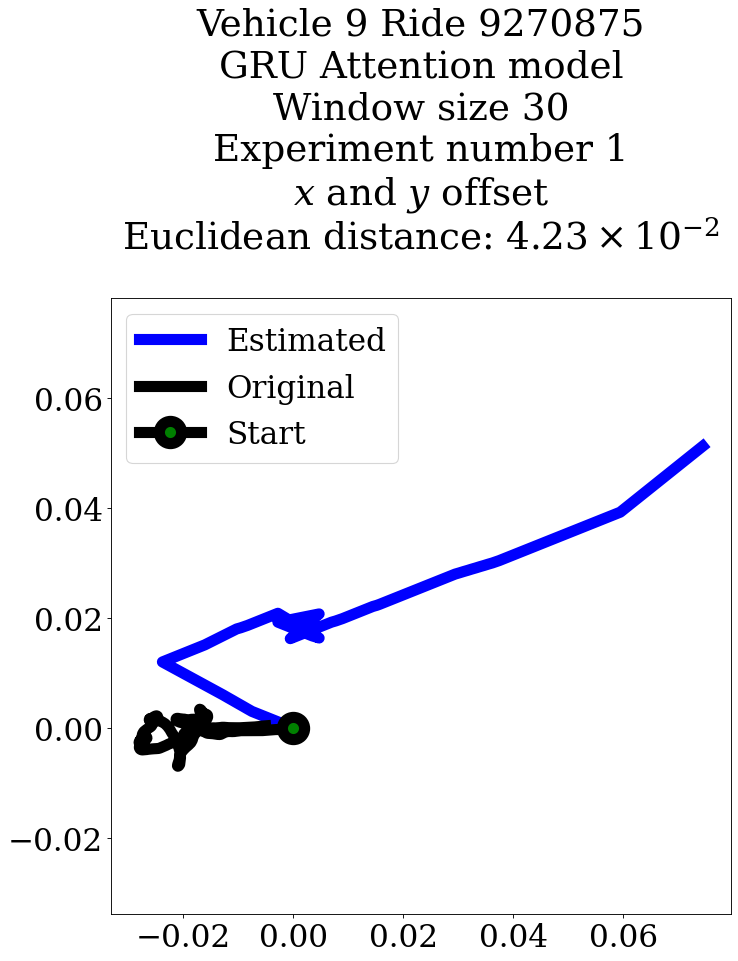 Vehicle 9 Ride 9270875
GRU Attention model
Window size 30
Experiment number 1
x and y offset
Euclidean distance: 4.23 × 10⁻²
Estimated
Original
Start
0.06
0.04
0.02
0.00
−0.02
−0.02 0.00 0.02 0.04 0.06